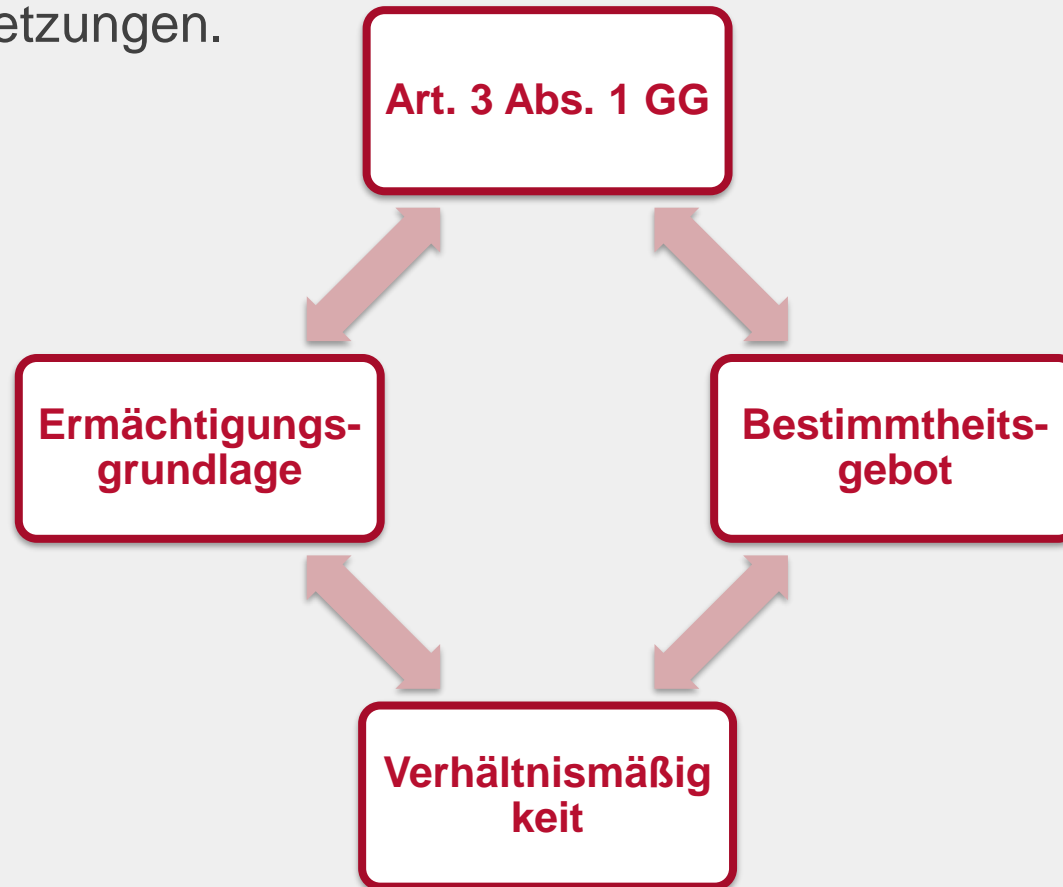 etzungen.
Art. 3 Abs. 1 GG
Ermächtigungs-
grundlage
Bestimmtheits-
gebot
Verhältnismäßig
keit